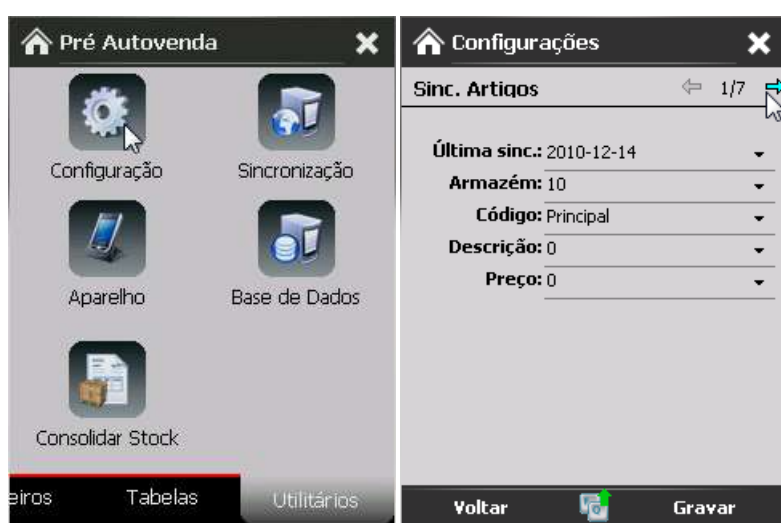 Pré Autovenda
Configuração Sincronização
Aparelho Base de Dados
Consolidar Stock
eiros Tabelas Utilitários
Configurações
Sinc. Artigos 1/7
Última sinc.: 2010-12-14
Armazém: 10
Código: Principal
Descrição: 0
Preço: 0
Voltar Gravar